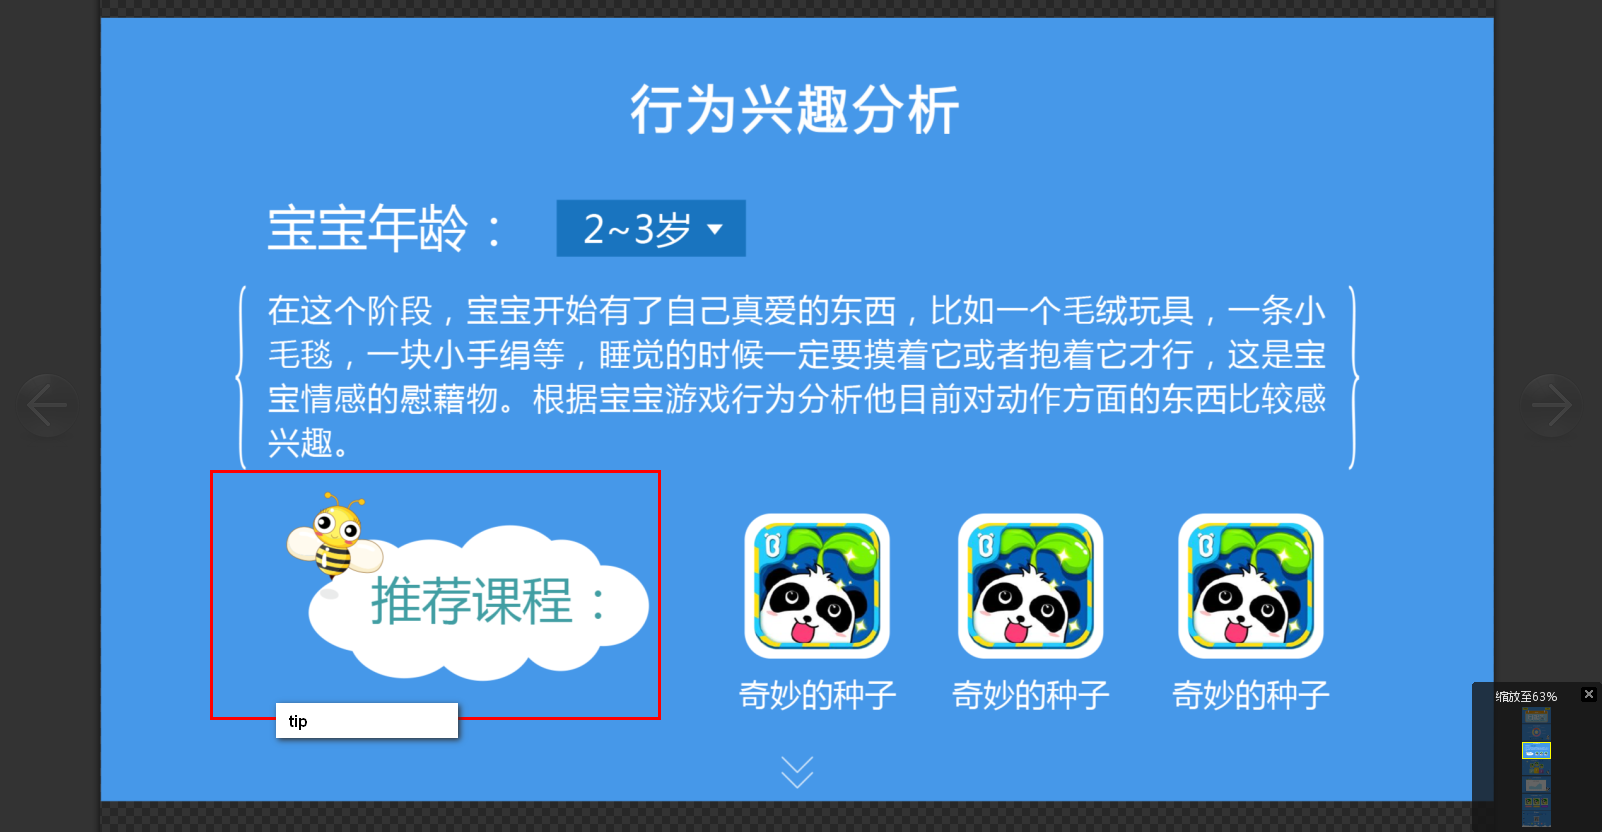 行为兴趣分析
宝宝年龄：
2~3岁
在这个阶段，宝宝开始有了自己真爱的东西，比如一个毛绒玩具，一条小
毛毯，一块小手绢等，睡觉的时候一定要摸着它或者抱着它才行，这是宝
宝情感的慰藉物。根据宝宝游戏行为分析他目前对动作方面的东西比较感
兴趣。
推荐课程：
奇妙的种子
奇妙的种子
奇妙的种子
tip
缩放至63%